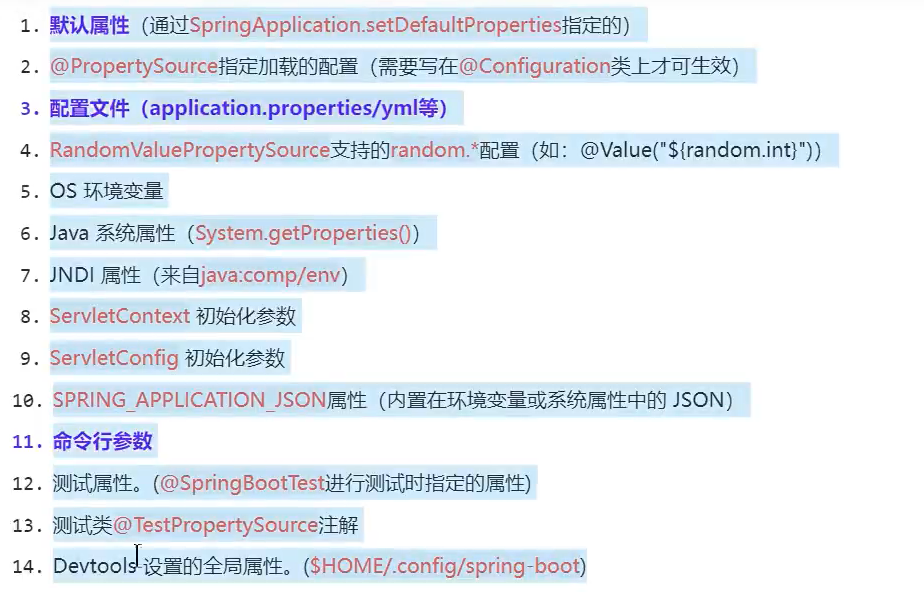 1. 默认属性（通过SpringApplication.setDefaultProperties指定的）
2. @PropertySource指定加载的配置（需要写在@Configuration类上才可生效）
3. 配置文件（application.properties/yml等）
4. RandomValuePropertySource支持的random.*配置（如：@Value("${random.int}")）
5. OS 环境变量
6. Java 系统属性（System.getProperties()）
7. JNDI 属性（来自java:comp/env）
8. ServletContext 初始化参数
9. ServletConfig 初始化参数
10. SPRING_APPLICATION_JSON属性（内置在环境变量或系统属性中的 JSON）
11. 命令行参数
12. 测试属性。(@SpringBootTest进行测试时指定的属性)
13. 测试类@TestPropertySource注解
14. Devtools 设置的全局属性。($HOME/.config/spring-boot)